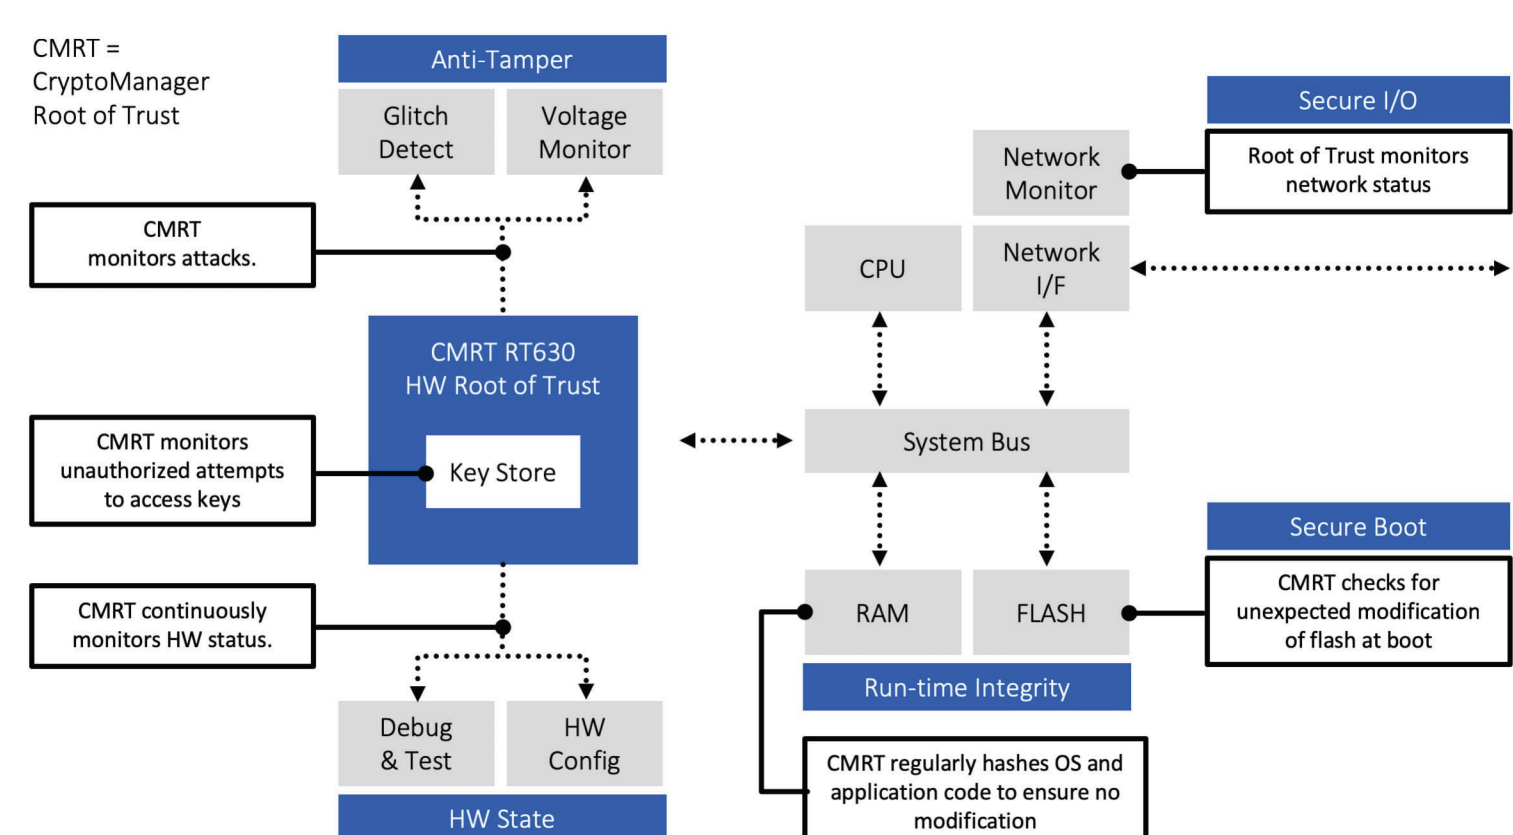 CMRT =
CryptoManager
Root of Trust
Anti-Tamper
Glitch
Detect
Voltage
Monitor
CMRT
monitors attacks.
CMRT RT630
HW Root of Trust
Key Store
CMRT monitors
unauthorized attempts
to access keys
CMRT continuously
monitors HW status.
Debug
& Test
HW
Config
HW State
Secure I/O
Root of Trust monitors
network status
Network
Monitor
CPU
Network
I/F
System Bus
RAM
FLASH
Run-time Integrity
Secure Boot
CMRT checks for
unexpected modification
of flash at boot
CMRT regularly hashes OS and
application code to ensure no
modification